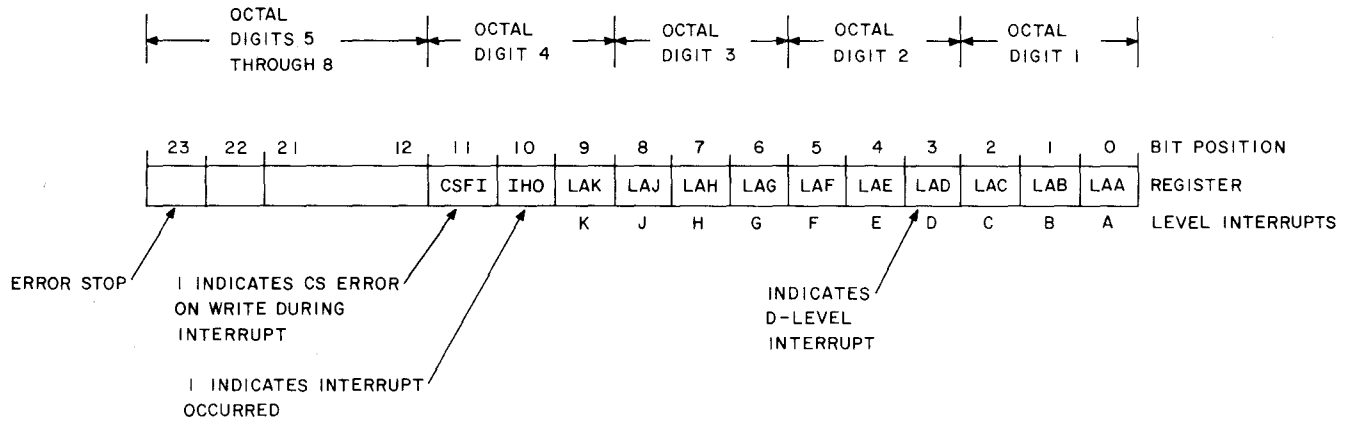 OCTAL
DIGITS 5
THROUGH 8
OCTAL
DIGIT 4
OCTAL
DIGIT 3
OCTAL
DIGIT 2
OCTAL
DIGIT 1
23 22 21 12 11 10 9 8 7 6 5 4 3 2 1 0 BIT POSITION
CSFI IHO LAK LAJ LAH LAG LAF LAE LAD LAC LAB LAA REGISTER
K J H G F E D C B A LEVEL INTERRUPTS
ERROR STOP
1 INDICATES CS ERROR
ON WRITE DURING
INTERRUPT
1 INDICATES INTERRUPT
OCCURRED
INDICATES
D-LEVEL
INTERRUPT